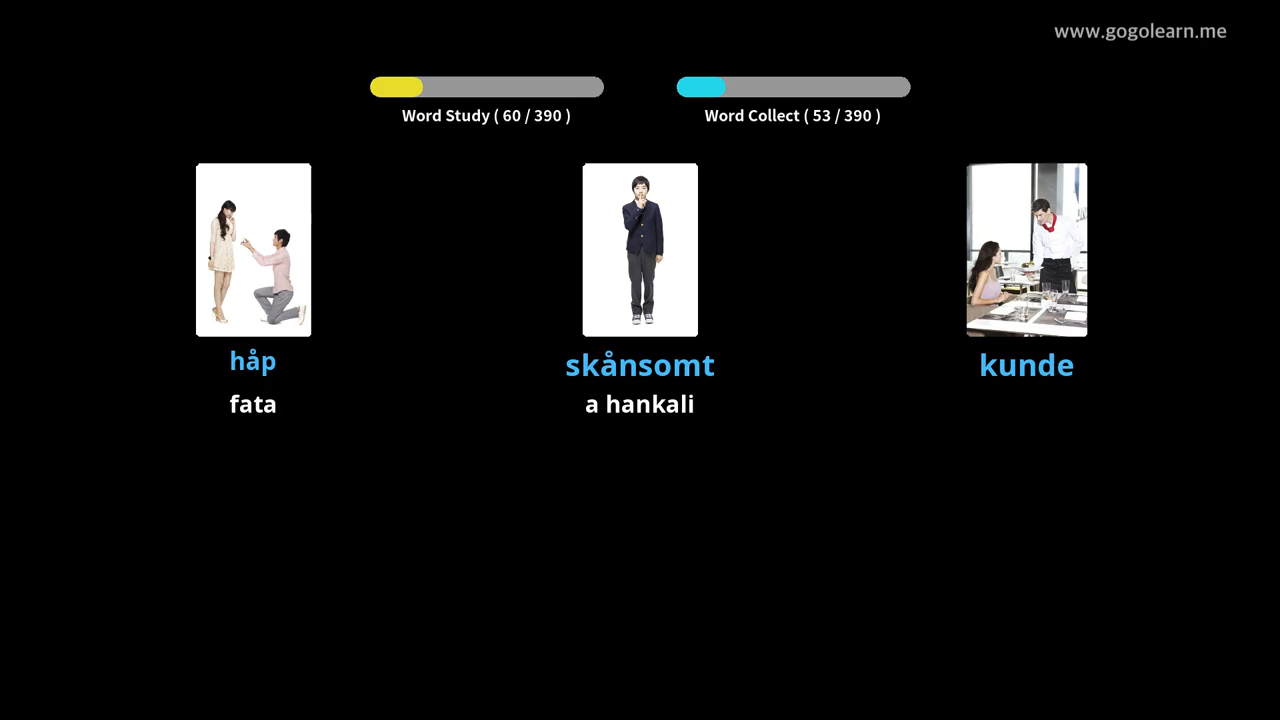 www.gogolearn.me
Word Study ( 60 / 390 )
Word Collect ( 53 / 390 )
håp
skånsomt
kunde
fata
a hankali